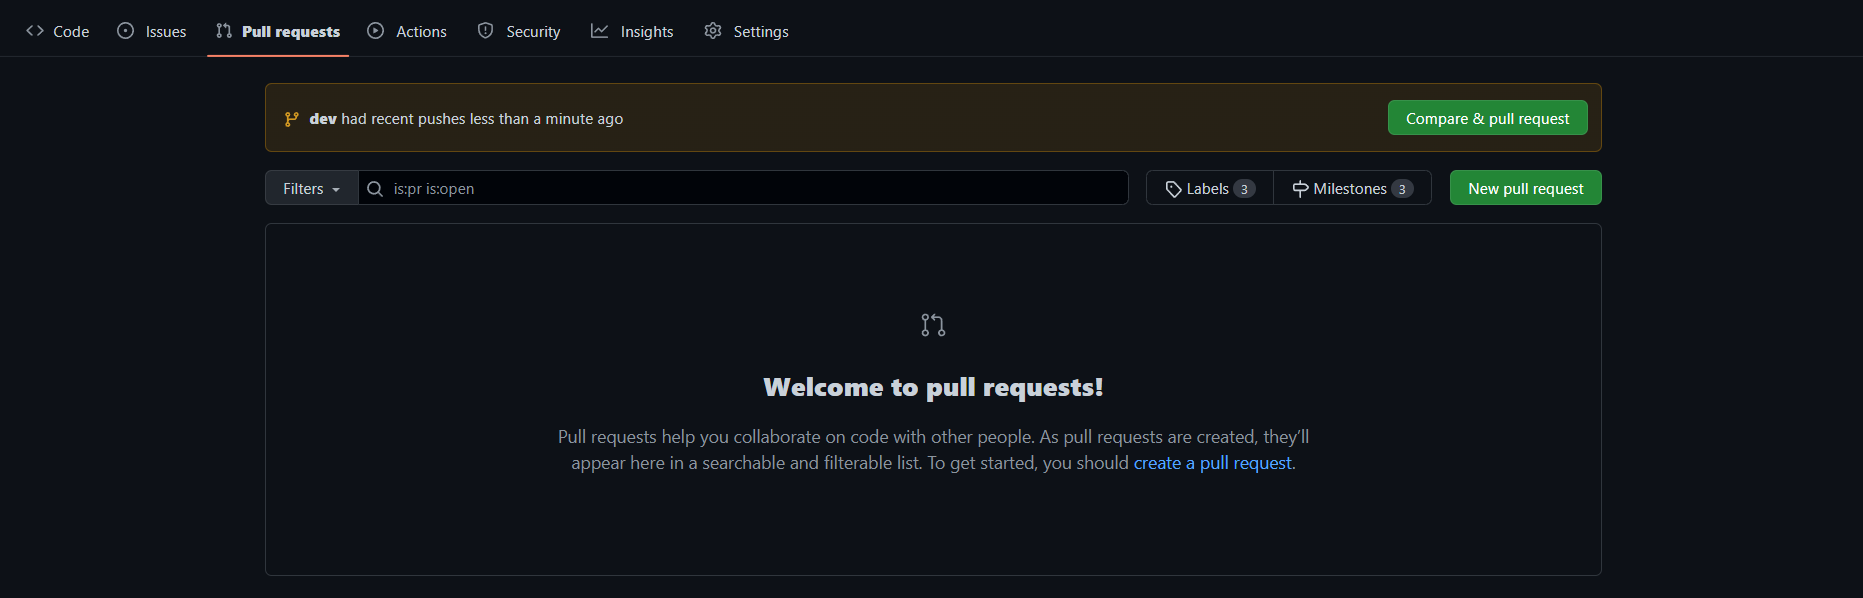 Code Issues Pull requests Actions Security Insights Settings
dev had recent pushes less than a minute ago Compare & pull request
Filters is:pr is:open Labels 3 Milestones 3 New pull request
Welcome to pull requests!
Pull requests help you collaborate on code with other people. As pull requests are created, they’ll
appear here in a searchable and filterable list. To get started, you should create a pull request.